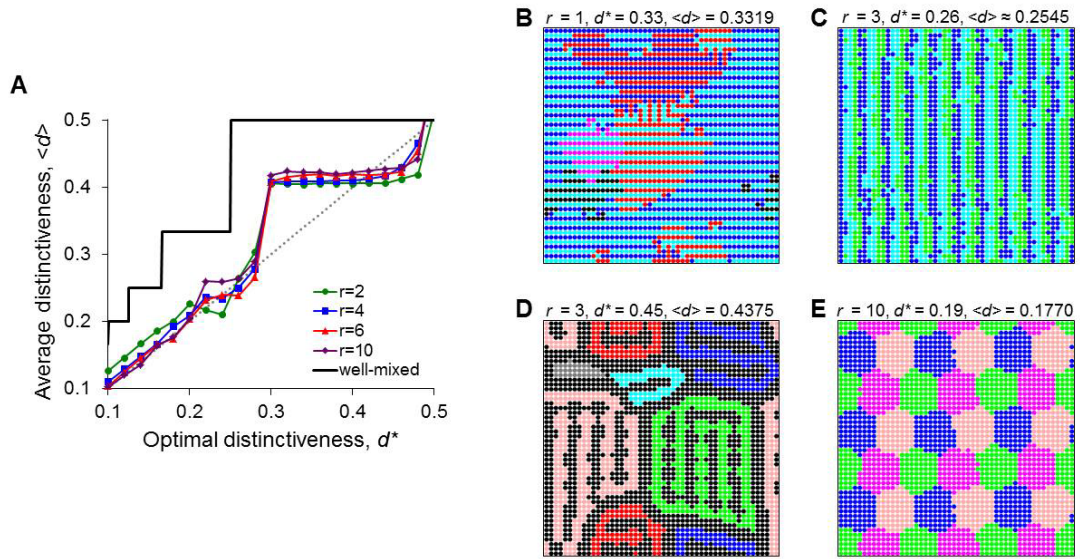 A
Average distinctiveness, <d>
0.5
0.4
0.3
0.2
0.1
r=2
r=4
r=6
r=10
well-mixed
0.1 0.2 0.3 0.4 0.5
Optimal distinctiveness, d*
B r = 1, d* = 0.33, <d> = 0.3319
C r = 3, d* = 0.26, <d> ≈ 0.2545
D r = 3, d* = 0.45, <d> = 0.4375
E r = 10, d* = 0.19, <d> = 0.1770